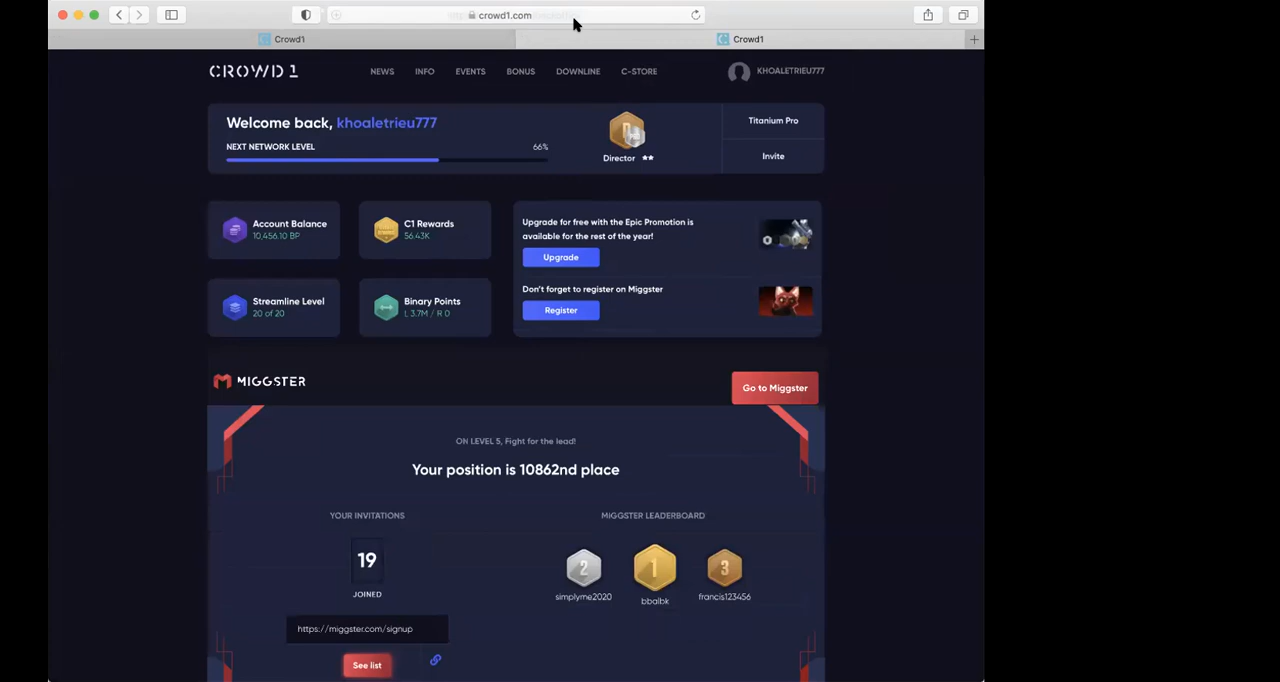 crowd1.com
Crowd1
Crowd1
CROWD1
NEWS
INFO
EVENTS
BONUS
DOWNLINE
C-STORE
KHOALETRIEU777
Welcome back, khoaletrieu777
NEXT NETWORK LEVEL
66%
Director
Titanium Pro
Invite
Account Balance
10,456.10 BP
C1 Rewards
56.43K
Upgrade for free with the Epic Promotion is
available for the rest of the year!
Upgrade
Streamline Level
20 of 20
Binary Points
L 3.7M / R 0
Don't forget to register on Miggster
Register
MIGGSTER
Go to Miggster
ON LEVEL 5, Fight for the lead!
Your position is 10862nd place
YOUR INVITATIONS
19
JOINED
https://miggster.com/signup
See list
MIGGSTER LEADERBOARD
2
1
3
simplyme2020
bbalbk
francis123456